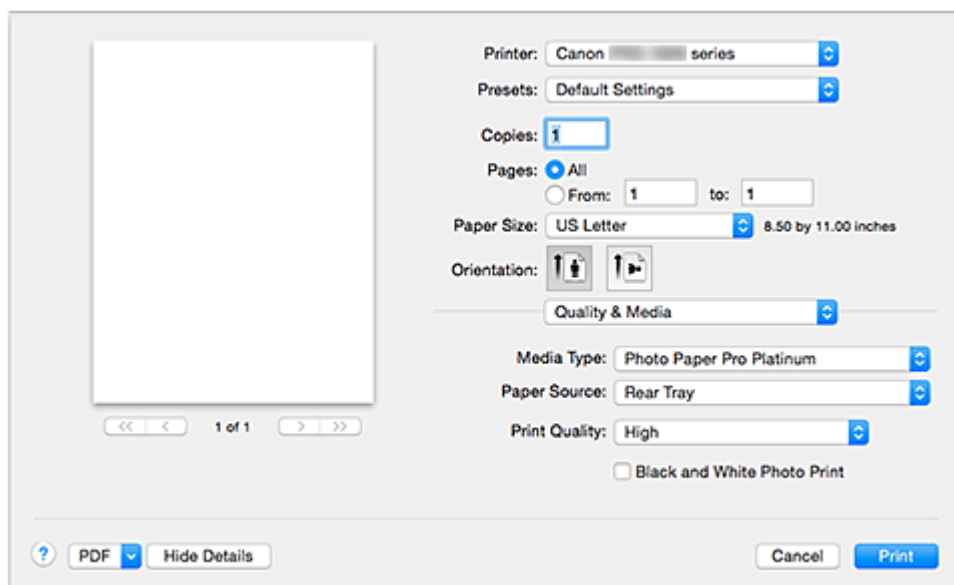 Printer: Canon series
Presets: Default Settings
Copies: 1
Pages: All
From: 1 to: 1
Paper Size: US Letter 8.50 by 11.00 inches
Orientation:
Quality & Media
Media Type: Photo Paper Pro Platinum
Paper Source: Rear Tray
<< < 1 of 1 > >>
Print Quality: High
Black and White Photo Print
? PDF Hide Details Cancel Print